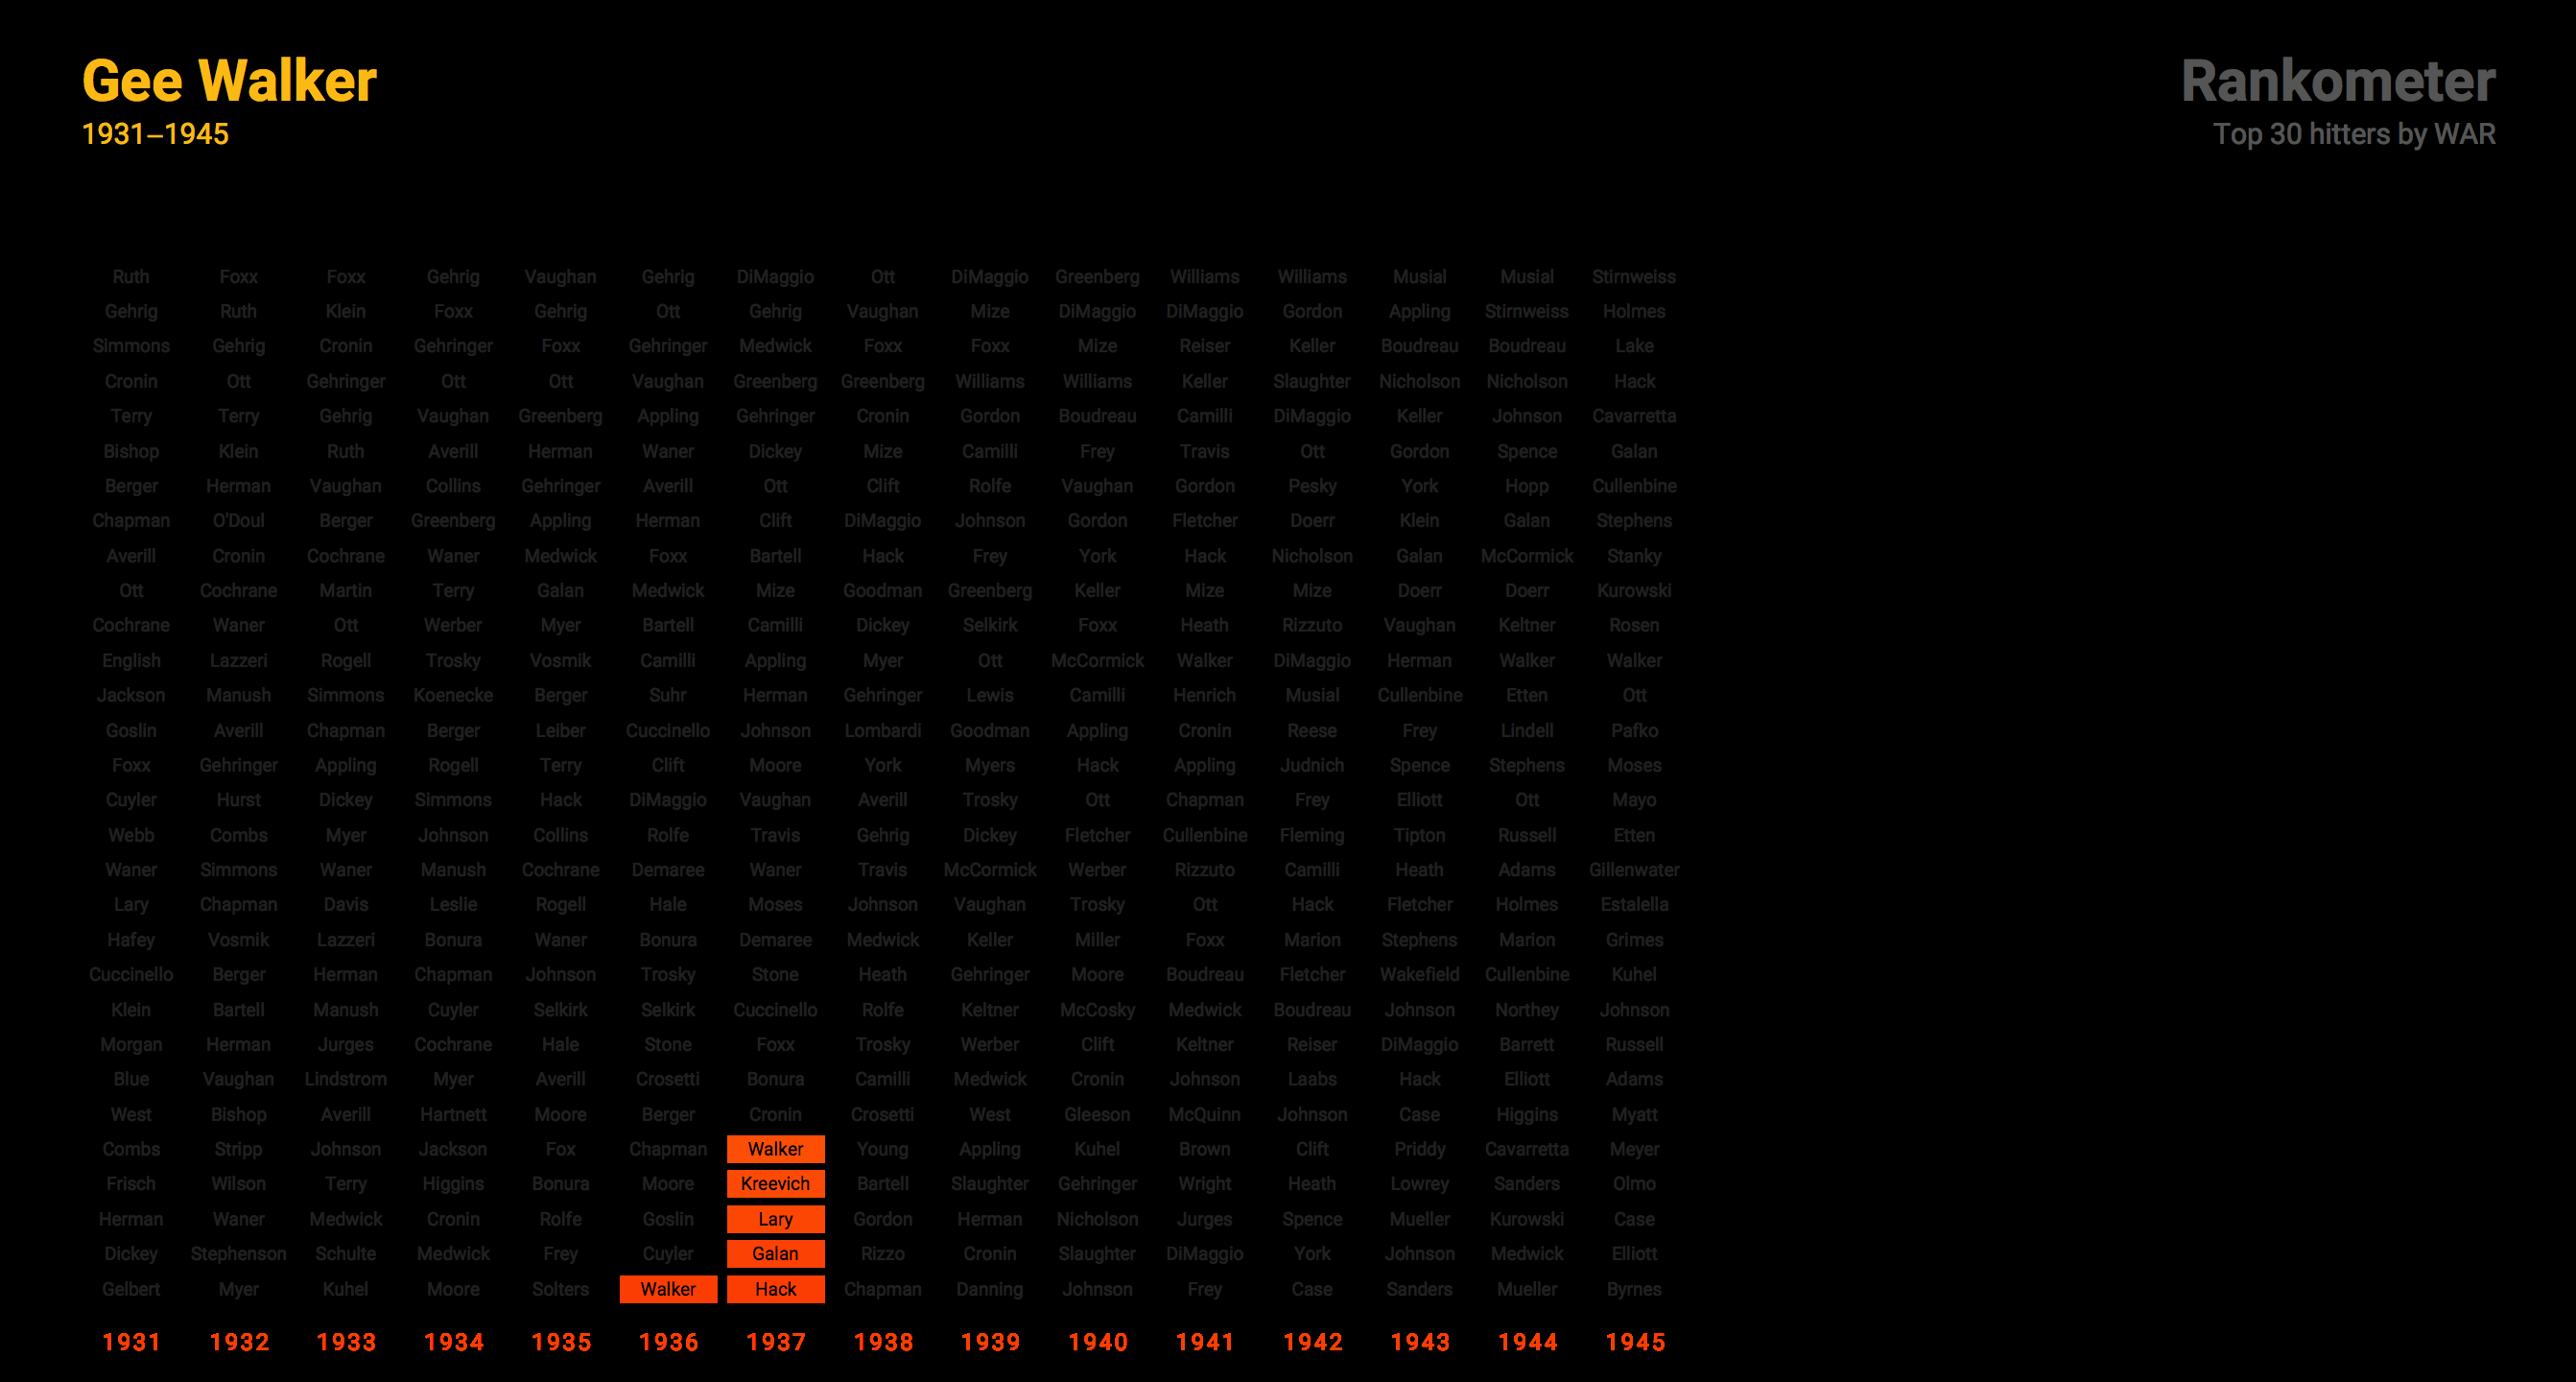 Gee Walker
1931–1945
Rankometer
Top 30 hitters by WAR
Ruth Foxx Foxx Gehrig Vaughan Gehrig DiMaggio Ott DiMaggio Greenberg Williams Williams Musial Musial Stirnweiss
Gehrig Ruth Klein Foxx Gehrig Ott Gehrig Vaughan Mize DiMaggio DiMaggio Gordon Appling Stirnweiss Holmes
Simmons Gehrig Cronin Gehringer Foxx Gehringer Medwick Foxx Foxx Mize Reiser Keller Boudreau Boudreau Lake
Cronin Ott Gehringer Ott Ott Vaughan Greenberg Greenberg Williams Williams Keller Slaughter Nicholson Nicholson Hack
Terry Terry Gehrig Vaughan Greenberg Appling Gehringer Cronin Gordon Boudreau Camilli DiMaggio Keller Johnson Cavarretta
Bishop Klein Ruth Averill Herman Waner Dickey Mize Camilli Frey Travis Ott Gordon Spence Galan
Berger Herman Vaughan Collins Gehringer Averill Ott Clift Rolfe Vaughan Gordon Pesky York Hopp Cullenbine
Chapman O'Doul Berger Greenberg Appling Herman Clift DiMaggio Johnson Gordon Fletcher Doerr Klein Galan Stephens
Averill Cronin Cochrane Waner Medwick Foxx Bartell Hack Frey York Hack Nicholson Galan McCormick Stanky
Ott Cochrane Martin Terry Galan Medwick Mize Goodman Greenberg Keller Mize Mize Doerr Doerr Kurowski
Cochrane Waner Ott Werber Myer Bartell Camilli Dickey Selkirk Foxx Heath Rizzuto Vaughan Keltner Rosen
English Lazzeri Rogell Trosky Vosmik Camilli Appling Myer Ott McCormick Walker DiMaggio Herman Walker Walker
Jackson Manush Simmons Koenecke Berger Suhr Herman Gehringer Lewis Camilli Henrich Musial Cullenbine Etten Ott
Goslin Averill Chapman Berger Leiber Cuccinello Johnson Lombardi Goodman Appling Cronin Reese Frey Lindell Pafko
Foxx Gehringer Appling Rogell Terry Clift Moore York Myers Hack Appling Judnich Spence Stephens Moses
Cuyler Hurst Dickey Simmons Hack DiMaggio Vaughan Averill Trosky Ott Chapman Frey Elliott Ott Mayo
Webb Combs Myer Johnson Collins Rolfe Travis Gehrig Dickey Fletcher Cullenbine Fleming Tipton Russell Etten
Waner Simmons Waner Manush Cochrane Demaree Waner Travis McCormick Werber Rizzuto Camilli Heath Adams Gillenwater
Lary Chapman Davis Leslie Rogell Hale Moses Johnson Vaughan Trosky Ott Hack Fletcher Holmes Estalella
Hafey Vosmik Lazzeri Bonura Waner Bonura Demaree Medwick Keller Miller Foxx Marion Stephens Marion Grimes
Cuccinello Berger Herman Chapman Johnson Trosky Stone Heath Gehringer Moore Boudreau Fletcher Wakefield Cullenbine Kuhel
Klein Bartell Manush Cuyler Selkirk Selkirk Cuccinello Rolfe Keltner McCosky Medwick Boudreau Johnson Northey Johnson
Morgan Herman Jurges Cochrane Hale Stone Foxx Trosky Werber Clift Keltner Reiser DiMaggio Barrett Russell
Blue Vaughan Lindstrom Myer Averill Crosetti Bonura Camilli Medwick Cronin Johnson Laabs Hack Elliott Adams
West Bishop Averill Hartnett Moore Berger Cronin Crosetti West Gleeson McQuinn Johnson Case Higgins Myatt
Combs Stripp Johnson Jackson Fox Chapman Walker Young Appling Kuhel Brown Clift Priddy Cavarretta Meyer
Frisch Wilson Terry Higgins Bonura Moore Kreevich Bartell Slaughter Gehringer Wright Heath Lowrey Sanders Olmo
Herman Waner Medwick Cronin Rolfe Goslin Lary Gordon Herman Nicholson Jurges Spence Mueller Kurowski Case
Dickey Stephenson Schulte Medwick Frey Cuyler Galan Rizzo Cronin Slaughter DiMaggio York Johnson Medwick Elliott
Gelbert Myer Kuhel Moore Solters Walker Hack Chapman Danning Johnson Frey Case Sanders Mueller Byrnes
1931 1932 1933 1934 1935 1936 1937 1938 1939 1940 1941 1942 1943 1944 1945